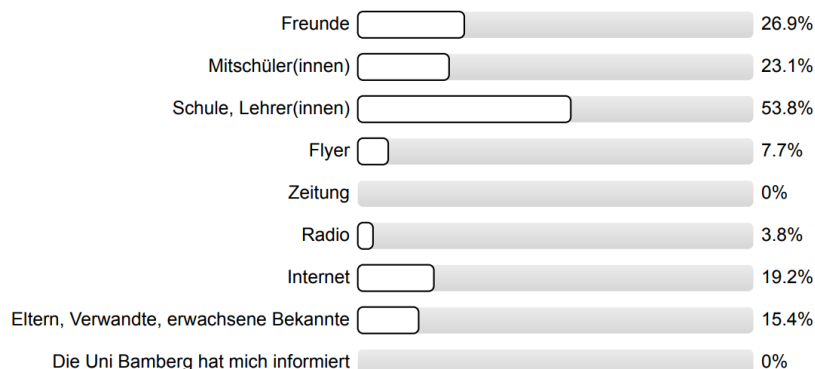 Freunde 26.9%
Mitschüler(innen) 23.1%
Schule, Lehrer(innen) 53.8%
Flyer 7.7%
Zeitung 0%
Radio 3.8%
Internet 19.2%
Eltern, Verwandte, erwachsene Bekannte 15.4%
Die Uni Bamberg hat mich informiert 0%